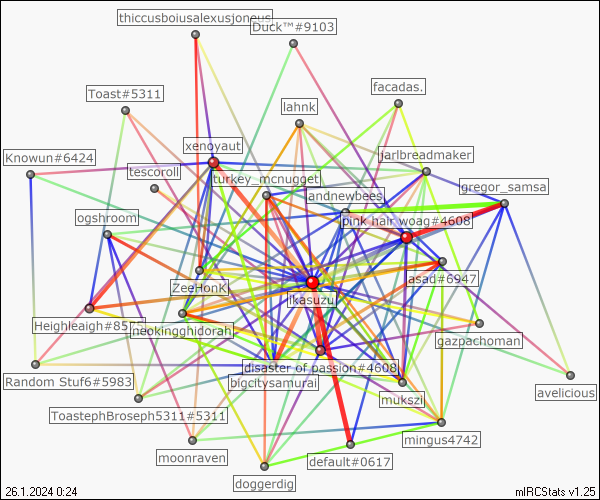 thiccusboiusalexusjoneus
Duck™#9103
Toast#5311
facadas.
lahnk
xenoyaut
jarlbreadmaker
Knowun#6424
tescoroll
turkey_mcnugget
gregor_samsa
andnewbees
ogshroom
pink hair woag#4608
asad#6947
ZeeHonK
ikasuzu
Heighleaigh#85
neokingghidorah
gazpachoman
disaster of passion#4608
Random Stuf6#5983
bigcitysamurai
avelicious
mukszi
ToastephBroseph5311#5311
mingus4742
moonraven
default#0617
doggerdig
26.1.2024 0:24
mIRCStats v1.25